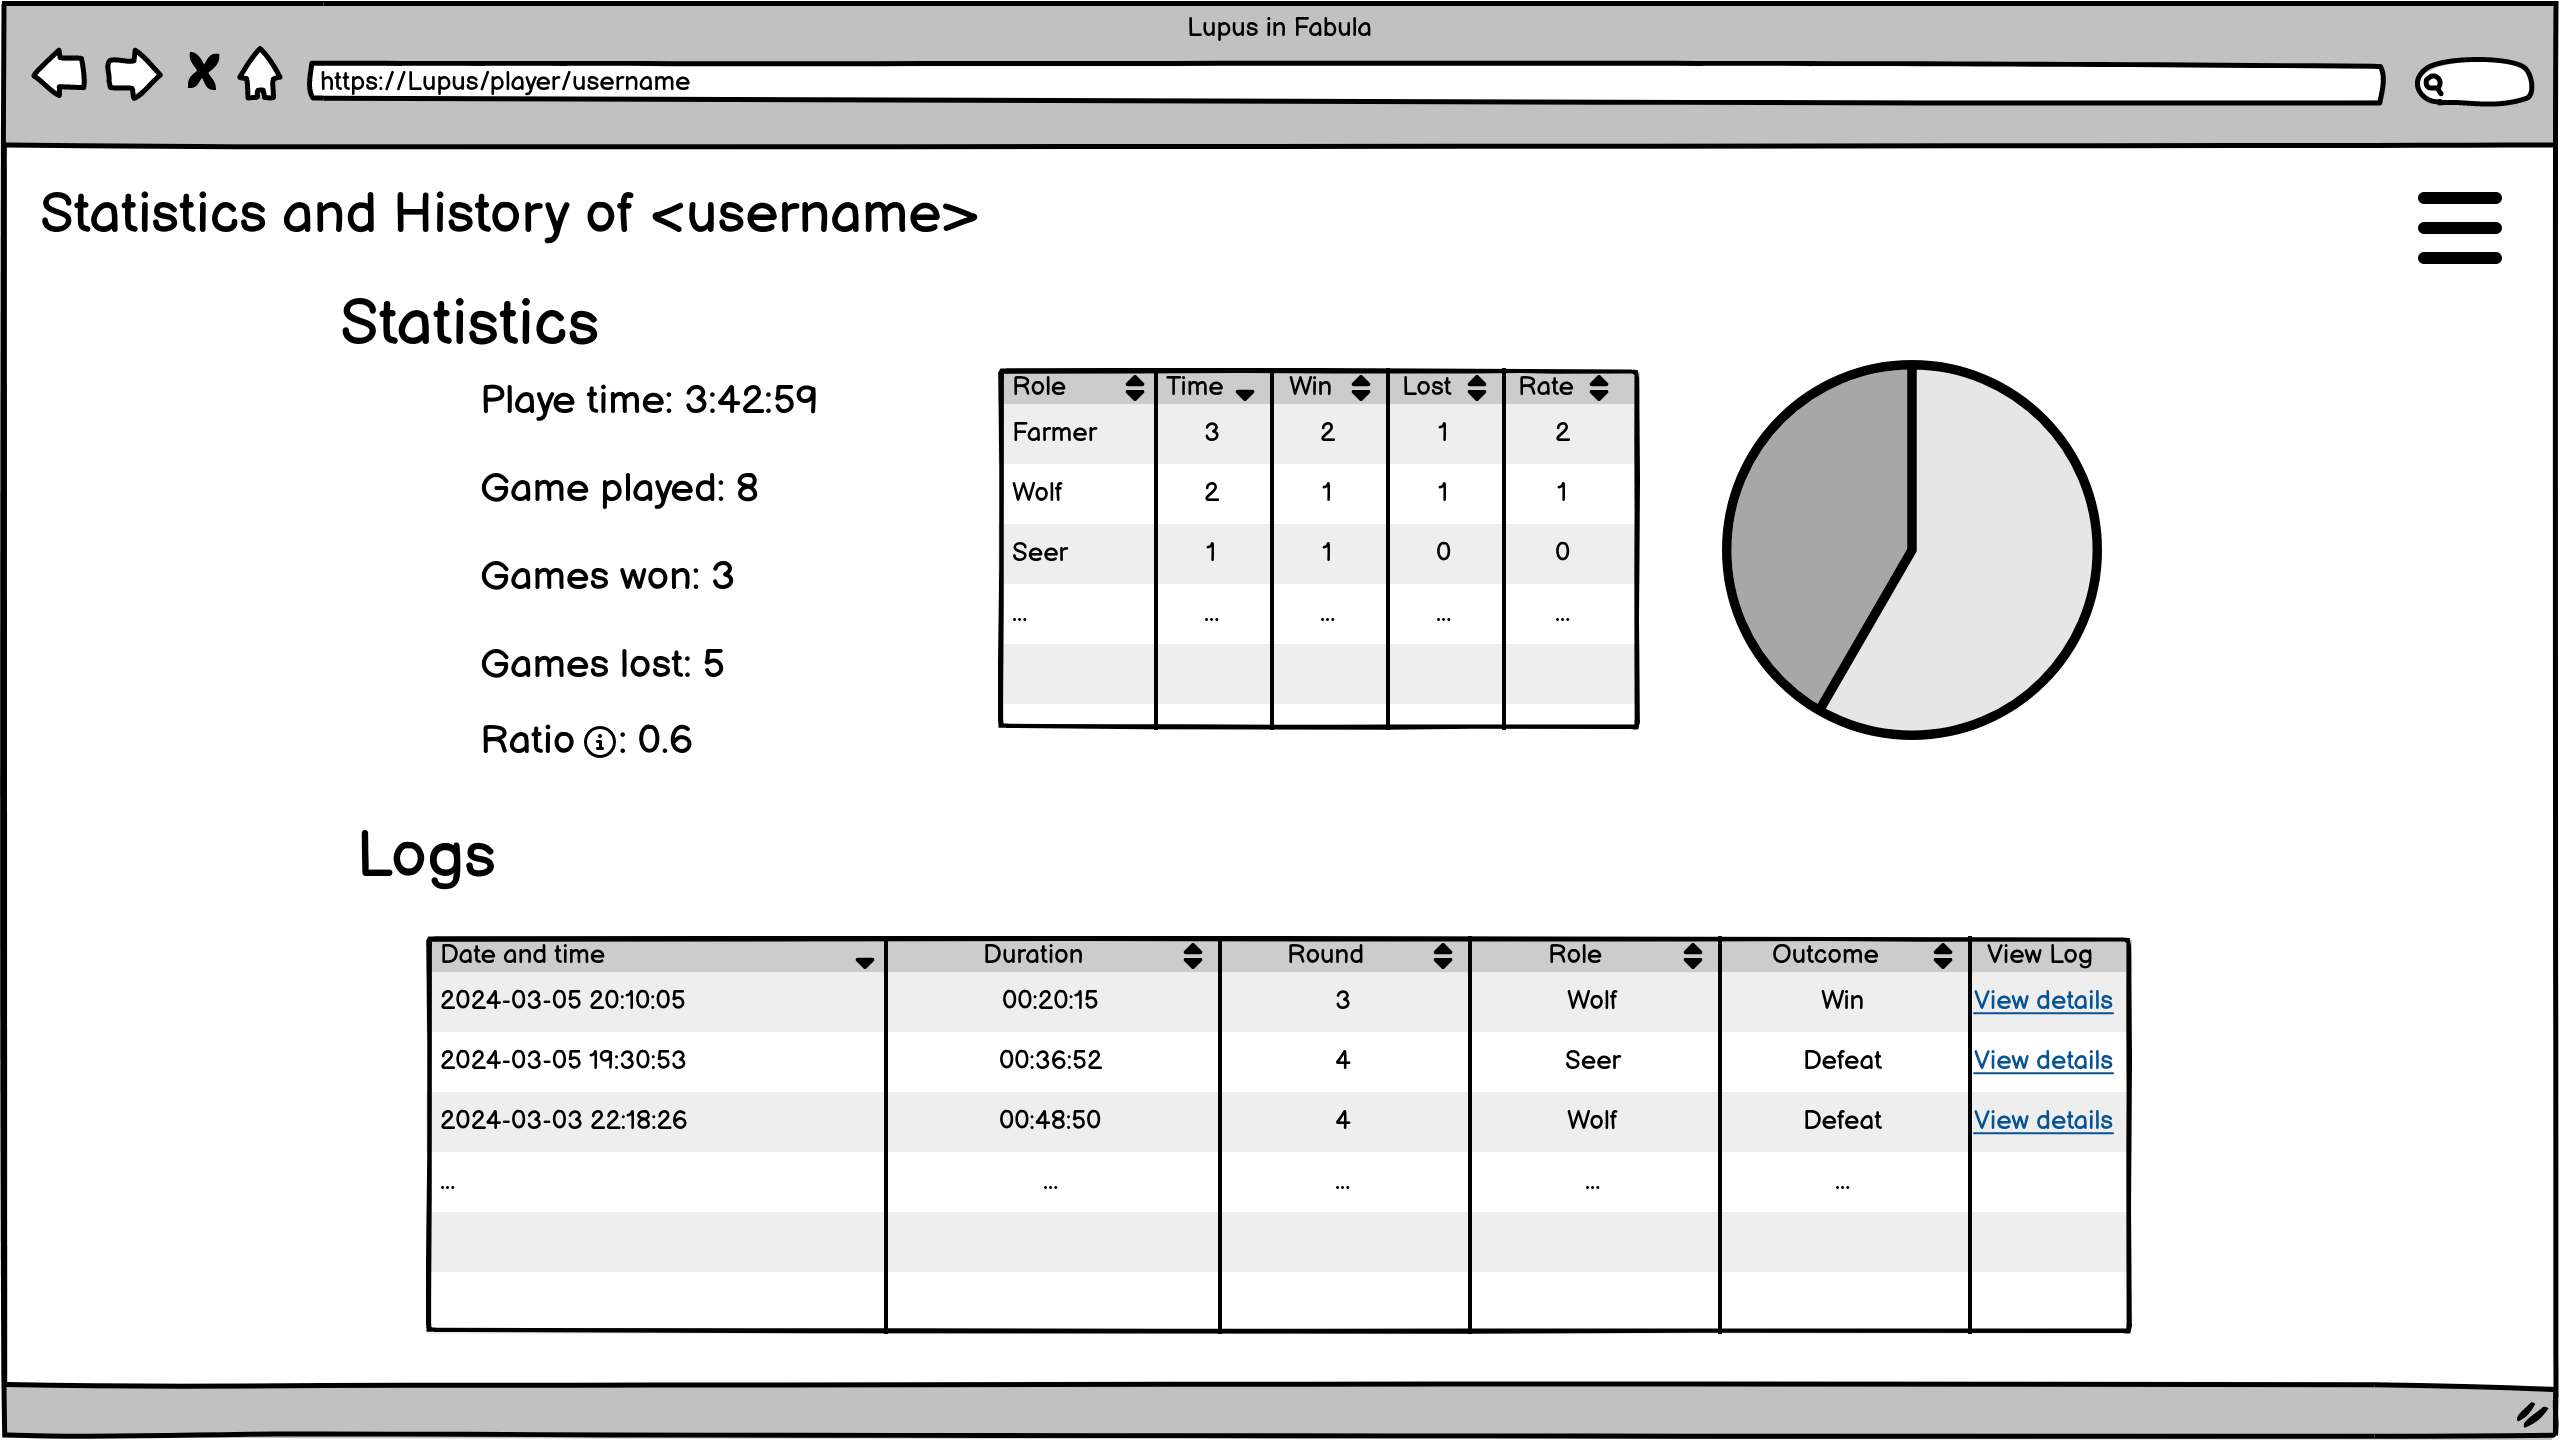 Lupus in Fabula
https://Lupus/player/username
Statistics and History of <username>
Statistics
Playe time: 3:42:59
Game played: 8
Games won: 3
Games lost: 5
Ratio i: 0.6
Role Time Win Lost Rate
Farmer 3 2 1 2
Wolf 2 1 1 1
Seer 1 1 0 0
... ... ... ... ...
Logs
Date and time Duration Round Role Outcome View Log
2024-03-05 20:10:05 00:20:15 3 Wolf Win View details
2024-03-05 19:30:53 00:36:52 4 Seer Defeat View details
2024-03-03 22:18:26 00:48:50 4 Wolf Defeat View details
... ... ... ... ...